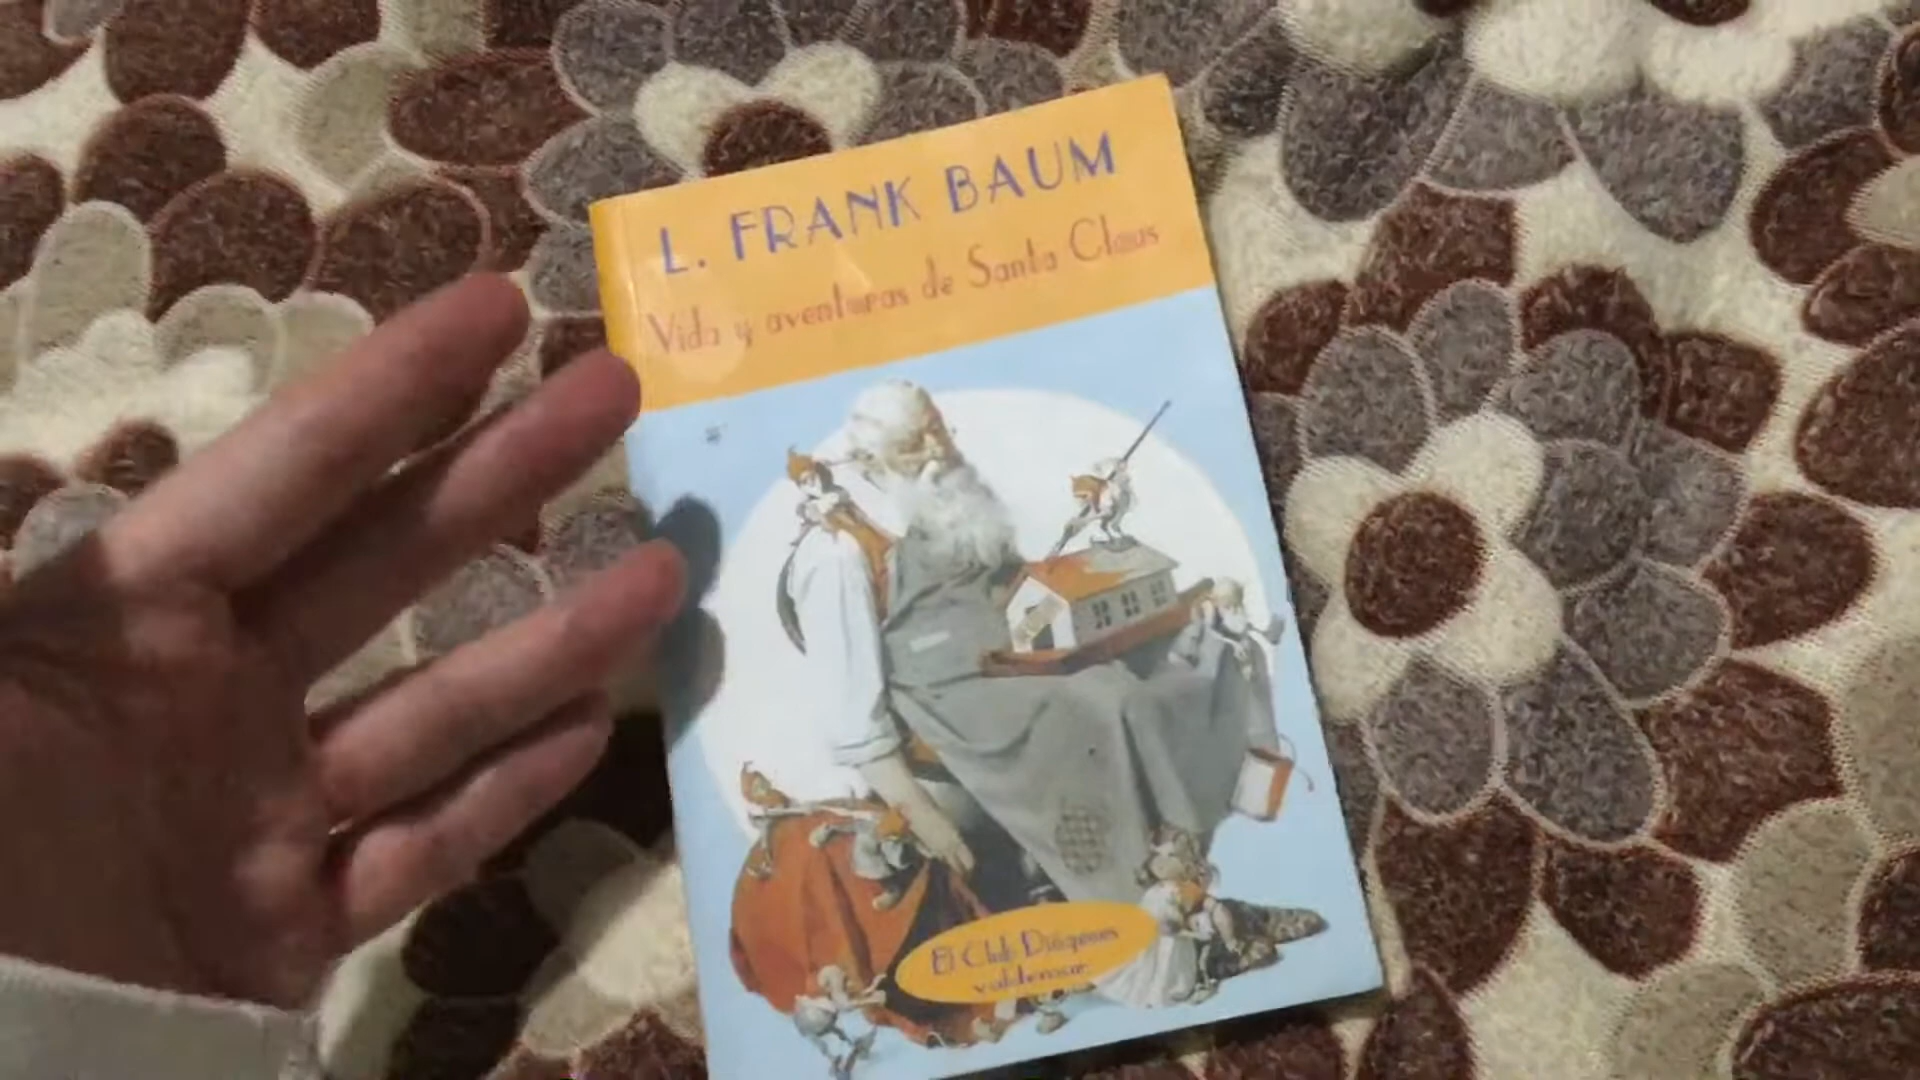 L. FRANK BAUM
Vida y aventuras de Santa Claus
El Club Diógenes
valdemar